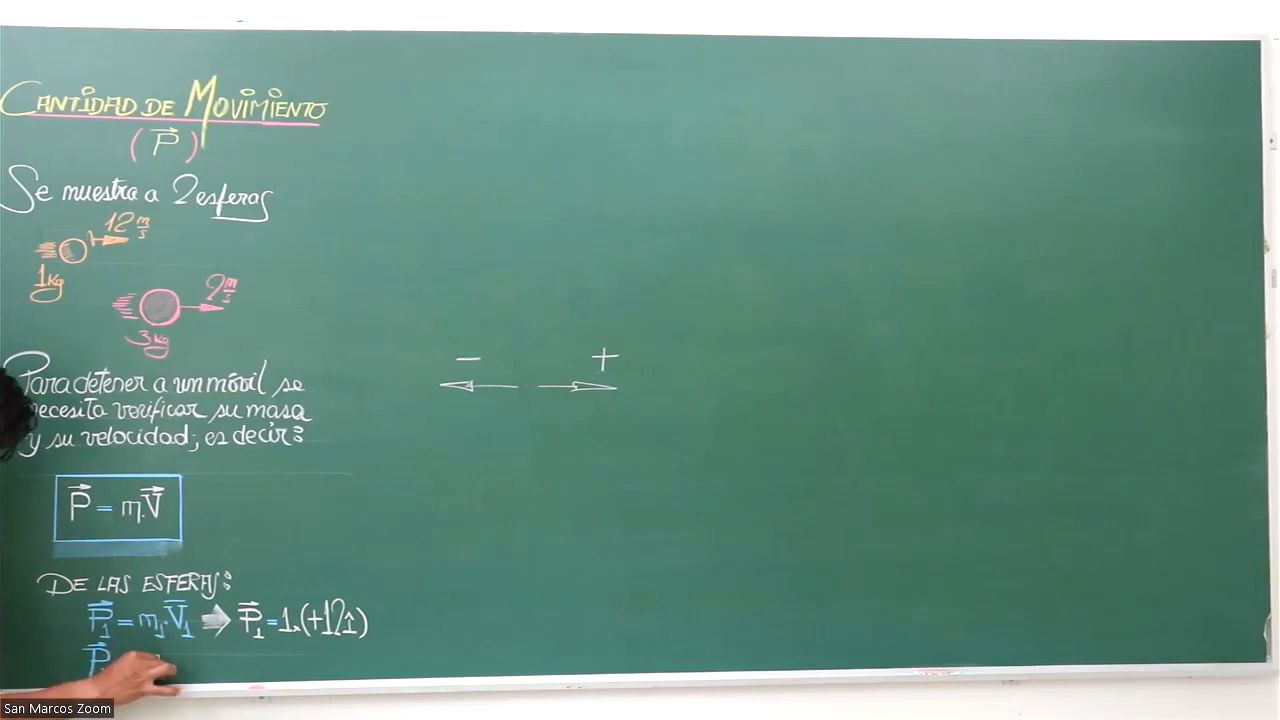 CANTIDAD DE MOVIMIENTO
(P⃗)
Se muestra a 2 esferas
12 m/s
1kg
2 m/s
3kg
Para detener a un móvil se
necesita verificar su masa
y su velocidad; es decir:
P⃗ = m.V⃗
DE LAS ESFERAS:
P⃗₁ = m₁.V⃗₁ ⇒ P⃗₁ = 1.(+12î)
P⃗
− +
San Marcos Zoom